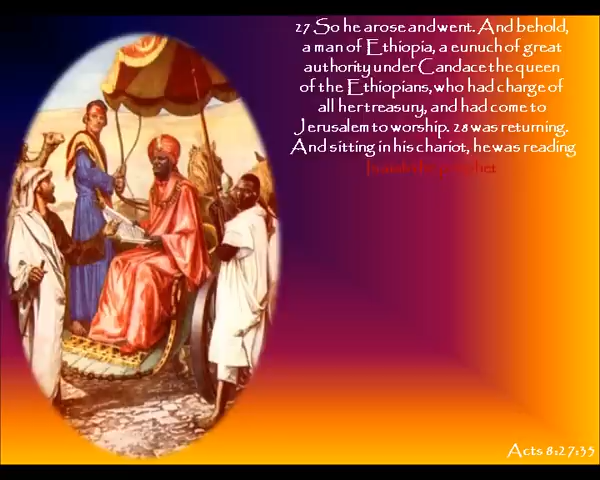 27 So he arose and went. And behold,
a man of Ethiopia, a eunuch of great
authority under Candace the queen
of the Ethiopians, who had charge of
all her treasury, and had come to
Jerusalem to worship. 28 was returning.
And sitting in his chariot, he was reading
Isaiah the prophet
Acts 8:27:35